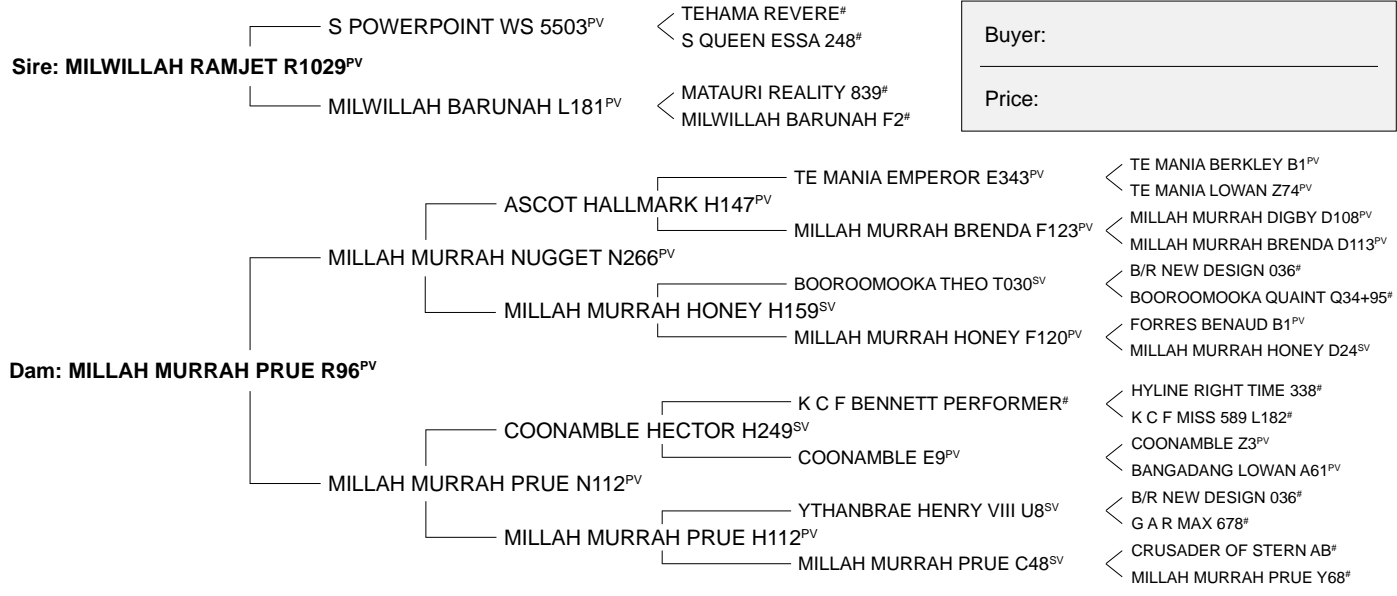 S POWERPOINT WS 5503PV
TEHAMA REVERE#
S QUEEN ESSA 248#
Sire: MILWILLAH RAMJET R1029PV
MILWILLAH BARUNAH L181PV
MATAURI REALITY 839#
MILWILLAH BARUNAH F2#
Buyer:
Price:
TE MANIA EMPEROR E343PV
TE MANIA BERKLEY B1PV
TE MANIA LOWAN Z74PV
ASCOT HALLMARK H147PV
MILLAH MURRAH BRENDA F123PV
MILLAH MURRAH DIGBY D108PV
MILLAH MURRAH BRENDA D113PV
MILLAH MURRAH NUGGET N266PV
BOOROOMOOKA THEO T030SV
B/R NEW DESIGN 036#
BOOROOMOOKA QUAINT Q34+95#
MILLAH MURRAH HONEY H159SV
MILLAH MURRAH HONEY F120PV
FORRES BENAUD B1PV
MILLAH MURRAH HONEY D24SV
Dam: MILLAH MURRAH PRUE R96PV
K C F BENNETT PERFORMER#
HYLINE RIGHT TIME 338#
K C F MISS 589 L182#
COONAMBLE HECTOR H249SV
COONAMBLE E9PV
COONAMBLE Z3PV
BANGADANG LOWAN A61PV
MILLAH MURRAH PRUE N112PV
YTHANBRAE HENRY VIII U8SV
B/R NEW DESIGN 036#
G A R MAX 678#
MILLAH MURRAH PRUE H112PV
MILLAH MURRAH PRUE C48SV
CRUSADER OF STERN AB#
MILLAH MURRAH PRUE Y68#